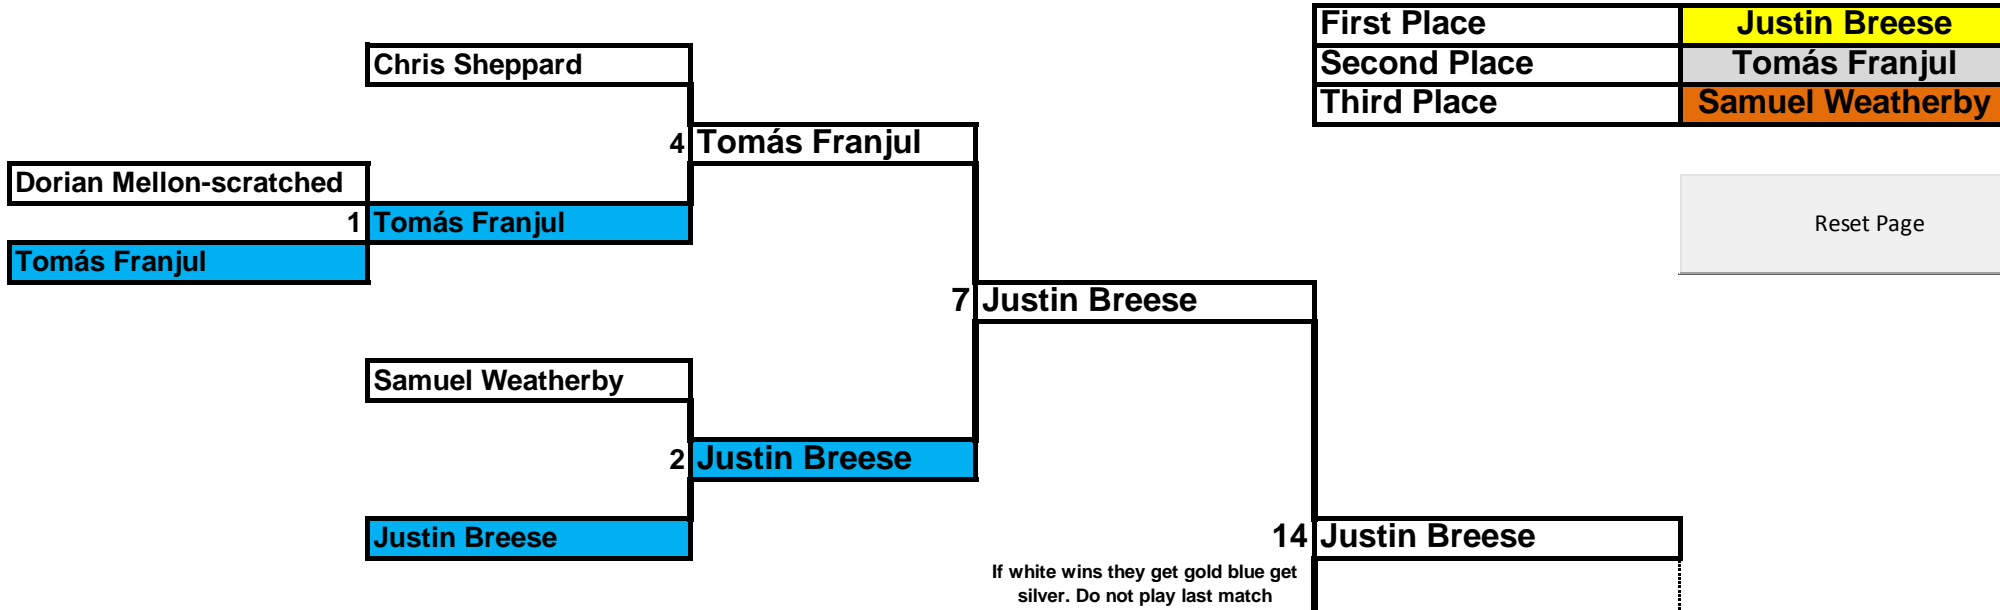 First Place Justin Breese
Chris Sheppard
Second Place Tomás Franjul
Third Place Samuel Weatherby
4 Tomás Franjul
Dorian Mellon-scratched
1 Tomás Franjul
Reset Page
Tomás Franjul
7 Justin Breese
Samuel Weatherby
2 Justin Breese
Justin Breese
14 Justin Breese
If white wins they get gold blue get
silver. Do not play last match